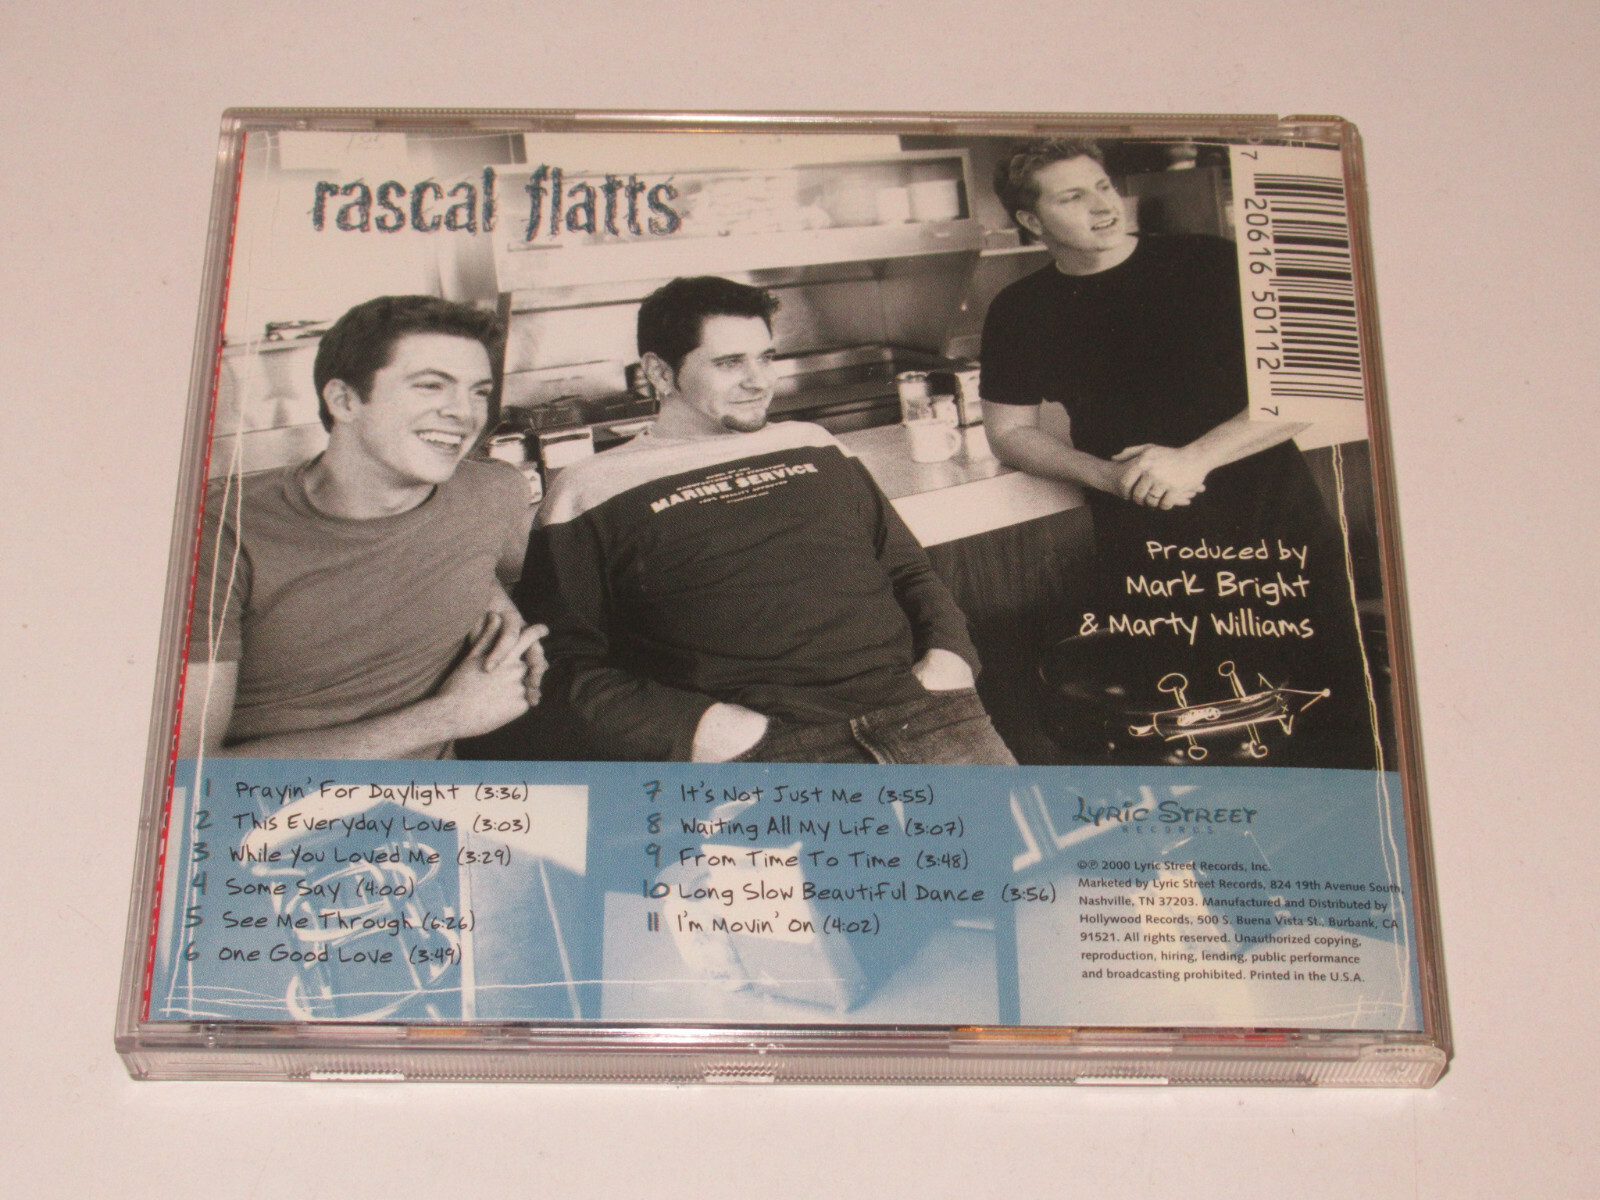 rascal flatts
7 20616 50112 7
MARINE SERVICE
Produced by
Mark Bright
& Marty Williams
1 Prayin' For Daylight (3:36)
2 This Everyday Love (3:03)
3 While You Loved Me (3:29)
4 Some Say (4:00)
5 See Me Through (6:26)
6 One Good Love (3:49)
7 It's Not Just Me (3:55)
8 Waiting All My Life (3:07)
9 From Time To Time (3:48)
10 Long Slow Beautiful Dance (3:56)
11 I'm Movin' On (4:02)
Lyric Street
RECORDS
©℗ 2000 Lyric Street Records, Inc.
Marketed by Lyric Street Records, 824 19th Avenue South,
Nashville, TN 37203. Manufactured and Distributed by
Hollywood Records, 500 S. Buena Vista St., Burbank, CA
91521. All rights reserved. Unauthorized copying,
reproduction, hiring, lending, public performance
and broadcasting prohibited. Printed in the U.S.A.